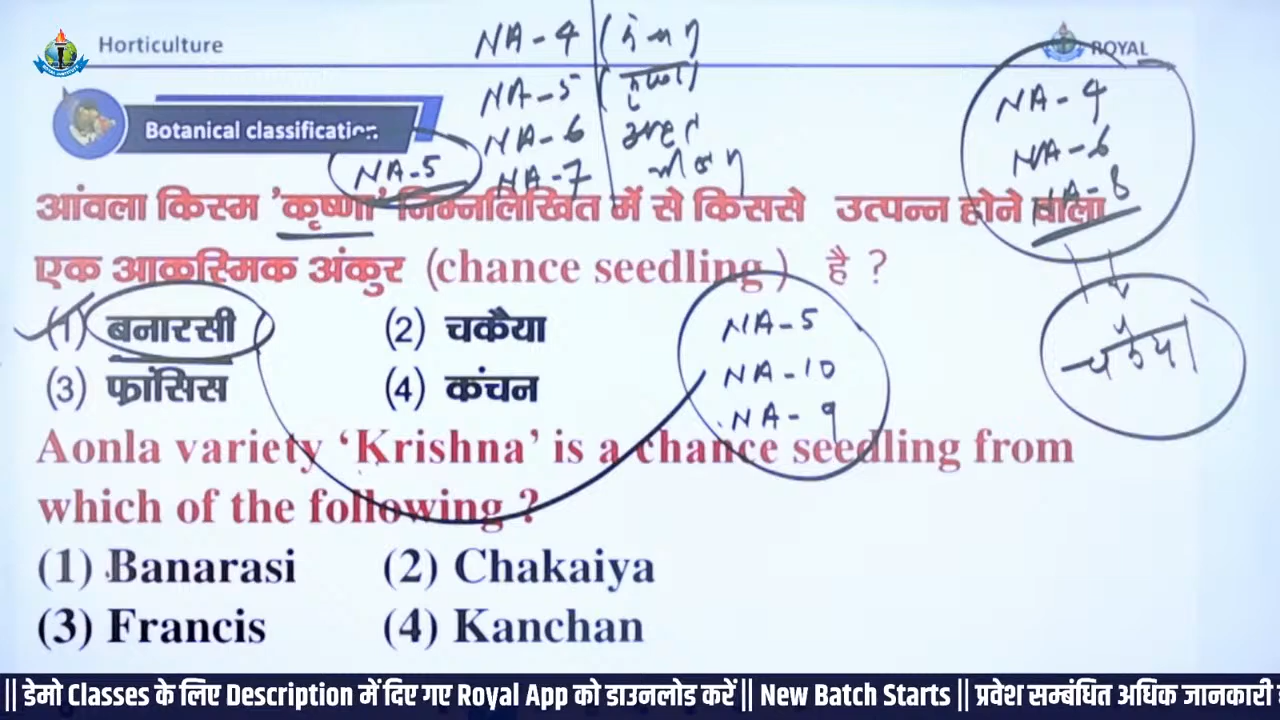 Horticulture
ROYAL
Botanical classification
NA-4 (कंचन)
NA-5 (कृष्णा)
NA-6
NA-7
NA-5
NA-4
NA-6
NA-8
चकैया
आंवला किस्म 'कृष्णा' निम्नलिखित में से किससे उत्पन्न होने वाला
एक आकस्मिक अंकुर (chance seedling) है ?
(1) बनारसी (2) चकैया
(3) फ्रांसिस (4) कंचन
NA-5
NA-10
NA-9
Aonla variety ‘Krishna’ is a chance seedling from
which of the following ?
(1) Banarasi (2) Chakaiya
(3) Francis (4) Kanchan
|| डेमो Classes के लिए Description में दिए गए Royal App को डाउनलोड करें || New Batch Starts || प्रवेश सम्बंधित अधिक जानकारी